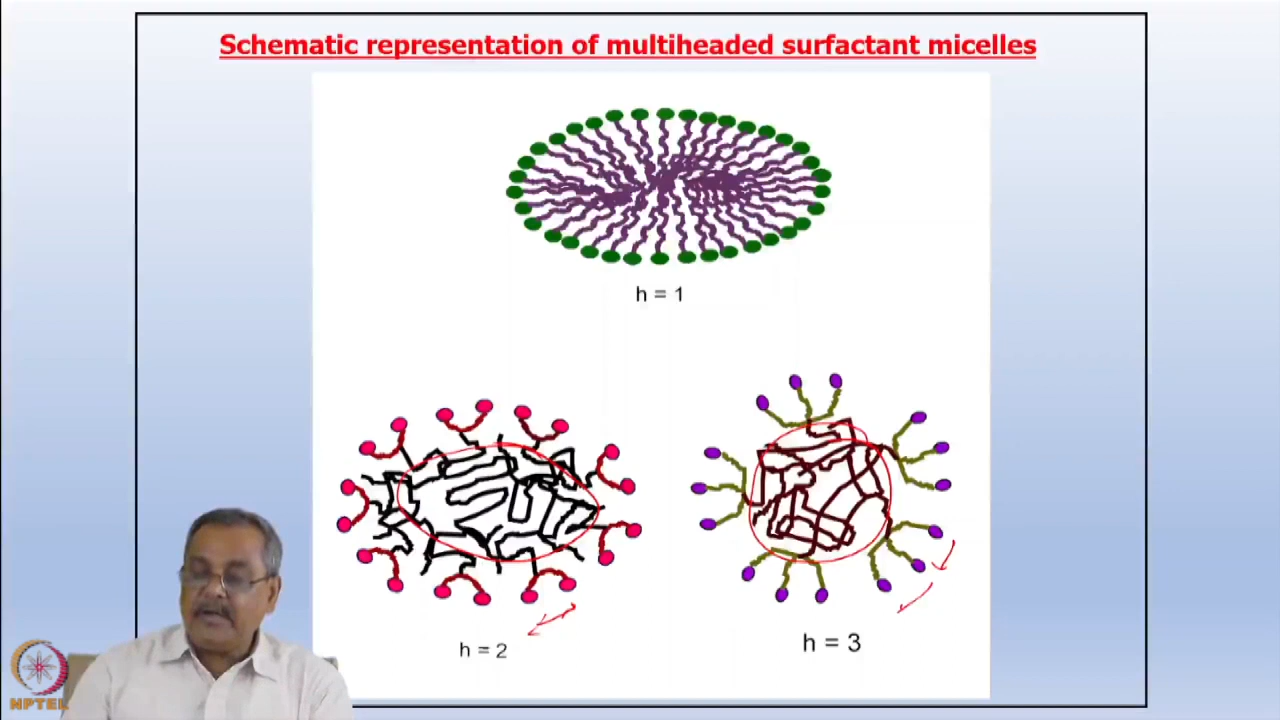 Schematic representation of multiheaded surfactant micelles
h = 1
h = 2
h = 3
NPTEL